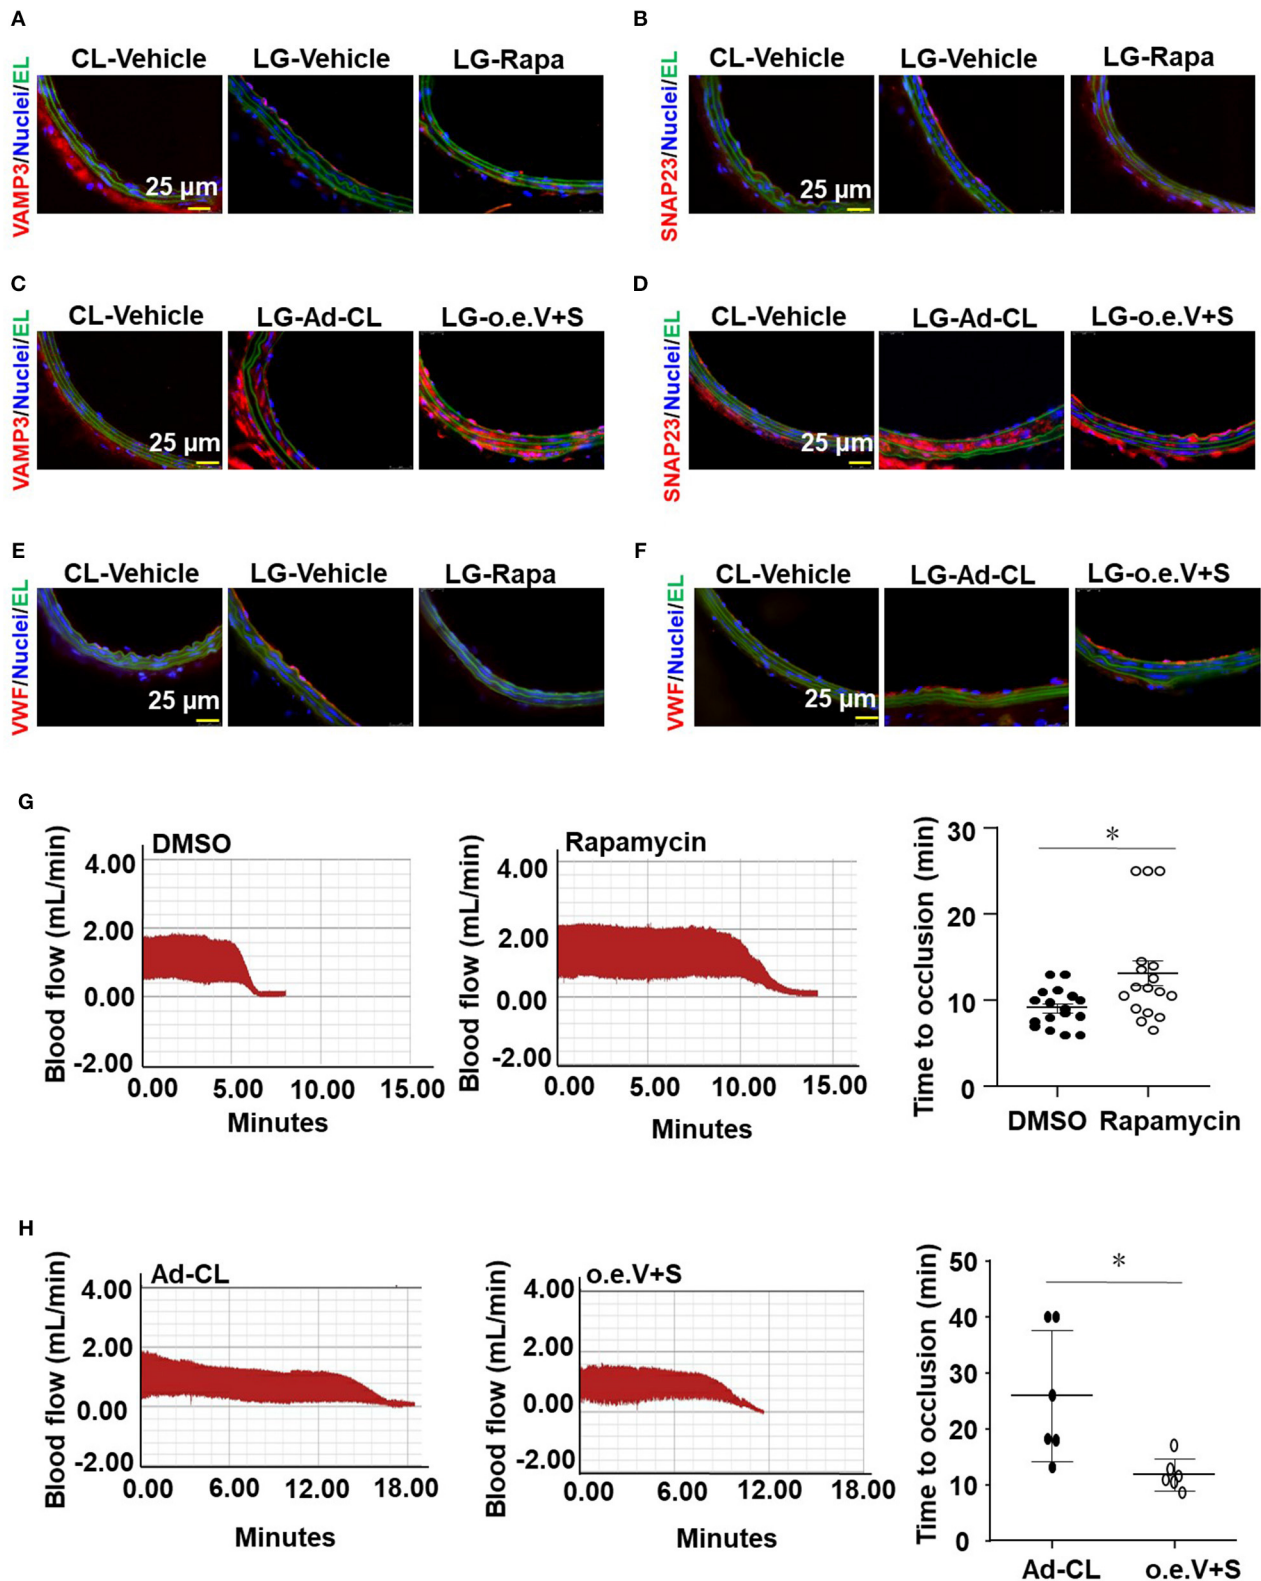 A
CL-Vehicle LG-Vehicle LG-Rapa
VAMP3/Nuclei/EL
25 µm
B
CL-Vehicle LG-Vehicle LG-Rapa
SNAP23/Nuclei/EL
25 µm
C
CL-Vehicle LG-Ad-CL LG-o.e.V+S
VAMP3/Nuclei/EL
25 µm
D
CL-Vehicle LG-Ad-CL LG-o.e.V+S
SNAP23/Nuclei/EL
25 µm
E
CL-Vehicle LG-Vehicle LG-Rapa
VWF/Nuclei/EL
25 µm
F
CL-Vehicle LG-Ad-CL LG-o.e.V+S
VWF/Nuclei/EL
25 µm
G
DMSO
Blood flow (mL/min)
4.00
2.00
0.00
-2.00
0.00 5.00 10.00 15.00
Minutes
Rapamycin
Blood flow (mL/min)
4.00
2.00
0.00
-2.00
0.00 5.00 10.00 15.00
Minutes
Time to occlusion (min)
30
20
10
0
*
DMSO Rapamycin
H
Ad-CL
Blood flow (mL/min)
4.00
2.00
0.00
-2.00
0.00 6.00 12.00 18.00
Minutes
o.e.V+S
Blood flow (mL/min)
4.00
2.00
0.00
-2.00
0.00 6.00 12.00 18.00
Minutes
Time to occlusion (min)
50
40
30
20
10
0
*
Ad-CL o.e.V+S